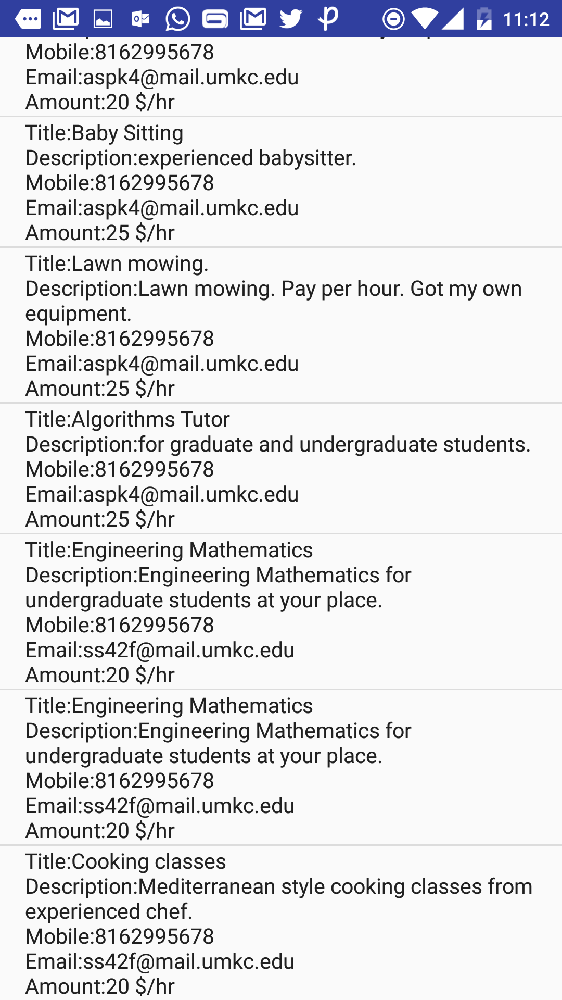 11:12
Mobile:8162995678
Email:aspk4@mail.umkc.edu
Amount:20 $/hr
Title:Baby Sitting
Description:experienced babysitter.
Mobile:8162995678
Email:aspk4@mail.umkc.edu
Amount:25 $/hr
Title:Lawn mowing.
Description:Lawn mowing. Pay per hour. Got my own
equipment.
Mobile:8162995678
Email:aspk4@mail.umkc.edu
Amount:25 $/hr
Title:Algorithms Tutor
Description:for graduate and undergraduate students.
Mobile:8162995678
Email:aspk4@mail.umkc.edu
Amount:25 $/hr
Title:Engineering Mathematics
Description:Engineering Mathematics for
undergraduate students at your place.
Mobile:8162995678
Email:ss42f@mail.umkc.edu
Amount:20 $/hr
Title:Engineering Mathematics
Description:Engineering Mathematics for
undergraduate students at your place.
Mobile:8162995678
Email:ss42f@mail.umkc.edu
Amount:20 $/hr
Title:Cooking classes
Description:Mediterranean style cooking classes from
experienced chef.
Mobile:8162995678
Email:ss42f@mail.umkc.edu
Amount:20 $/hr